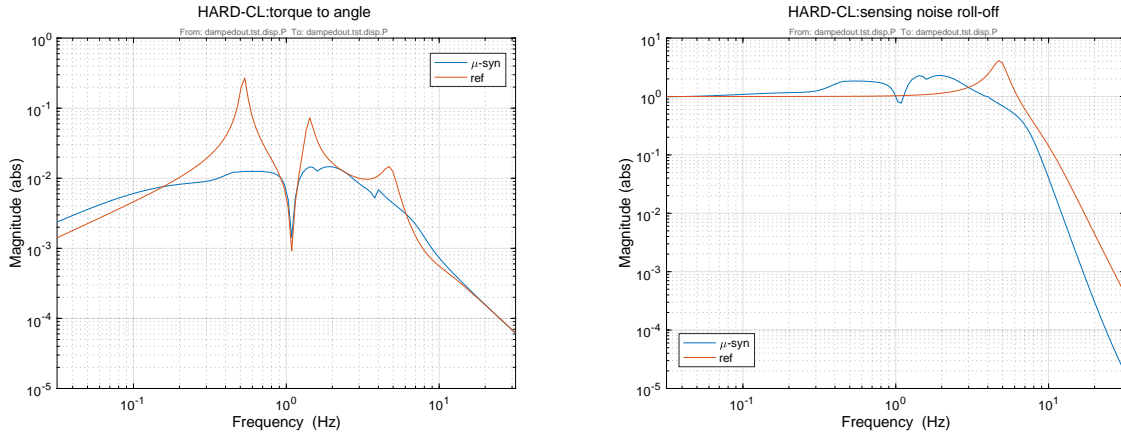 HARD-CL:torque to angle
From: dampedout.tst.disp.P  To: dampedout.tst.disp.P
10^0
10^-1
10^-2
10^-3
10^-4
10^-5
Magnitude (abs)
μ-syn
ref
10^-1
10^0
10^1
Frequency  (Hz)
HARD-CL:sensing noise roll-off
From: dampedout.tst.disp.P  To: dampedout.tst.disp.P
10^1
10^0
10^-1
10^-2
10^-3
10^-4
10^-5
Magnitude (abs)
μ-syn
ref
10^-1
10^0
10^1
Frequency  (Hz)